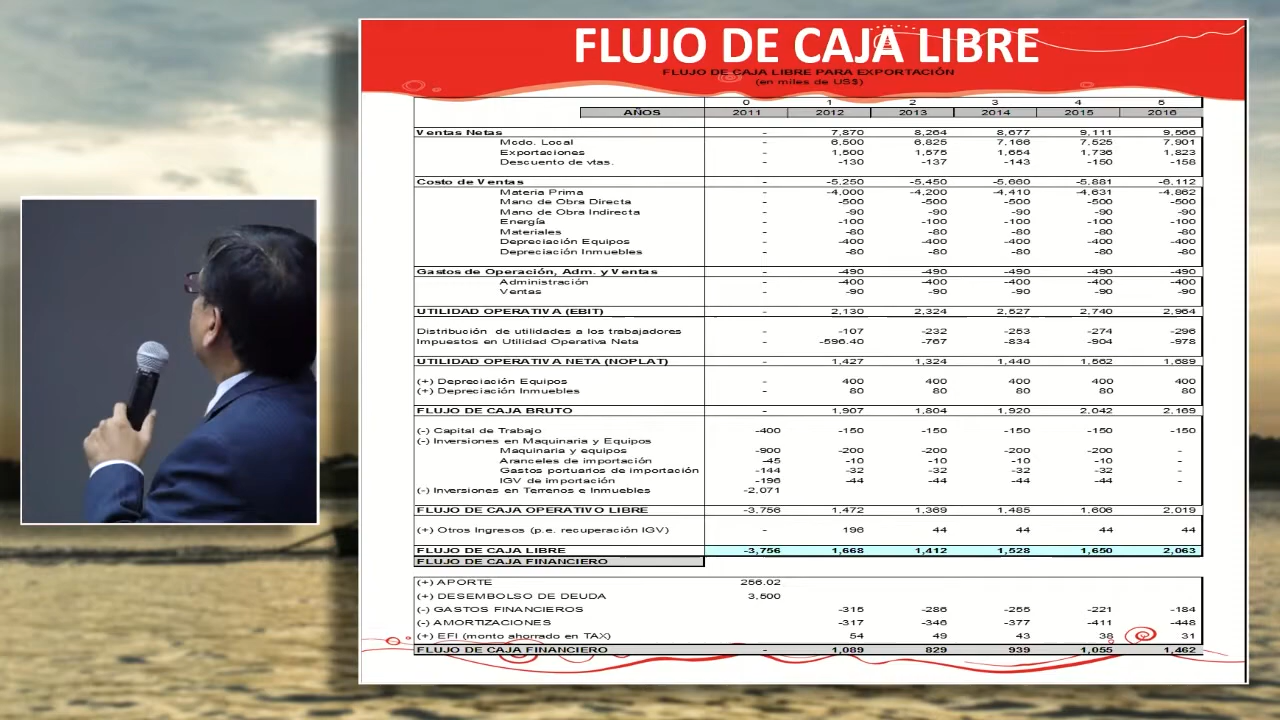 FLUJO DE CAJA LIBRE
FLUJO DE CAJA LIBRE PARA EXPORTACIÓN
(en miles de US$)
0 1 2 3 4 5
AÑOS 2011 2012 2013 2014 2015 2016
Ventas Netas - 7,870 8,264 8,677 9,111 9,566
Mcdo. Local - 6,500 6,825 7,166 7,525 7,901
Exportaciones - 1,500 1,575 1,654 1,736 1,823
Descuento de vtas. - -130 -137 -143 -150 -158
Costo de Ventas - -5,250 -5,450 -5,660 -5,881 -6,112
Materia Prima - -4,000 -4,200 -4,410 -4,631 -4,862
Mano de Obra Directa - -500 -500 -500 -500 -500
Mano de Obra Indirecta - -90 -90 -90 -90 -90
Energía - -100 -100 -100 -100 -100
Materiales - -80 -80 -80 -80 -80
Depreciación Equipos - -400 -400 -400 -400 -400
Depreciación Inmuebles - -80 -80 -80 -80 -80
Gastos de Operación, Adm. y Ventas - -490 -490 -490 -490 -490
Administración - -400 -400 -400 -400 -400
Ventas - -90 -90 -90 -90 -90
UTILIDAD OPERATIVA (EBIT) - 2,130 2,324 2,527 2,740 2,964
Distribución de utilidades a los trabajadores - -107 -232 -253 -274 -296
Impuestos en Utilidad Operativa Neta - -596.40 -767 -834 -904 -978
UTILIDAD OPERATIVA NETA (NOPLAT) - 1,427 1,324 1,440 1,562 1,689
(+) Depreciación Equipos - 400 400 400 400 400
(+) Depreciación Inmuebles - 80 80 80 80 80
FLUJO DE CAJA BRUTO - 1,907 1,804 1,920 2,042 2,169
(-) Capital de Trabajo -400 -150 -150 -150 -150 -150
(-) Inversiones en Maquinaria y Equipos
Maquinaria y equipos -900 -200 -200 -200 -200 -
Aranceles de importación -45 -10 -10 -10 -10 -
Gastos portuarios de importación -144 -32 -32 -32 -32 -
IGV de importación -196 -44 -44 -44 -44 -
(-) Inversiones en Terrenos e Inmuebles -2,071
FLUJO DE CAJA OPERATIVO LIBRE -3,756 1,472 1,369 1,485 1,606 2,019
(+) Otros Ingresos (p.e. recuperación IGV) - 196 44 44 44 44
FLUJO DE CAJA LIBRE -3,756 1,668 1,412 1,528 1,650 2,063
FLUJO DE CAJA FINANCIERO
(+) APORTE 256.02
(+) DESEMBOLSO DE DEUDA 3,500
(-) GASTOS FINANCIEROS -315 -286 -255 -221 -184
(-) AMORTIZACIONES -317 -346 -377 -411 -448
(+) EFI (monto ahorrado en TAX) 54 49 43 38 31
FLUJO DE CAJA FINANCIERO - 1,089 829 939 1,055 1,462